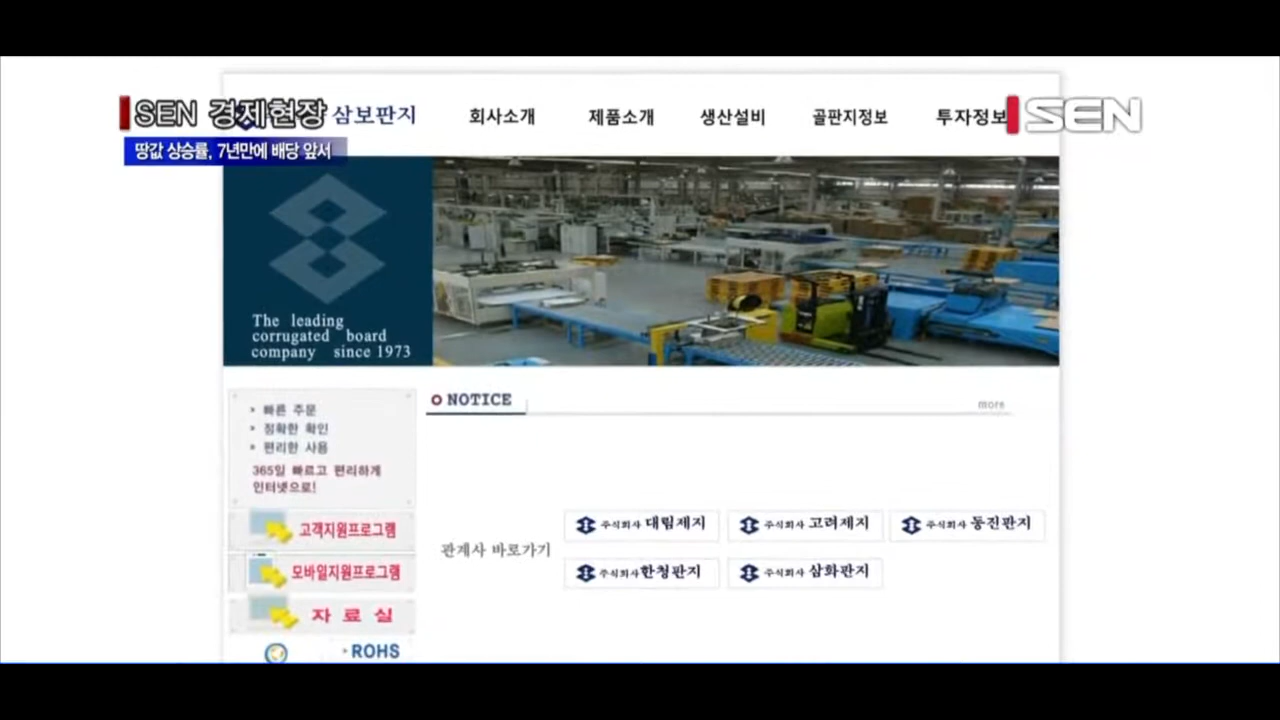 SEN 경제현장
땅값 상승률, 7년만에 배당 앞서
SEN
삼보판지
회사소개 제품소개 생산설비 골판지정보 투자정보
The leading
corrugated board
company since 1973
빠른 주문
정확한 확인
편리한 사용
365일 빠르고 편리하게
인터넷으로!
고객지원프로그램
모바일지원프로그램
자료실
ROHS
NOTICE
more
관계사 바로가기
주식회사 대림제지 주식회사 고려제지 주식회사 동진판지
주식회사 한청판지 주식회사 삼화판지